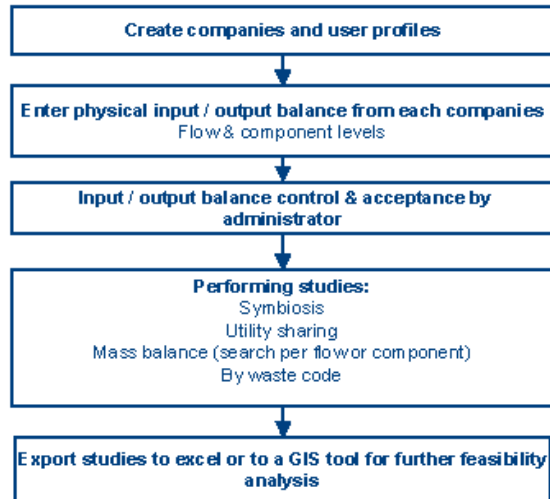 Create companies and user profiles
Enter physical input / output balance from each companies
Flow & component levels
Input / output balance control & acceptance by
administrator
Performing studies:
Symbiosis
Utility sharing
Mass balance (search per flow or component)
By waste code
Export studies to excel or to a GIS tool for further feasibility
analysis